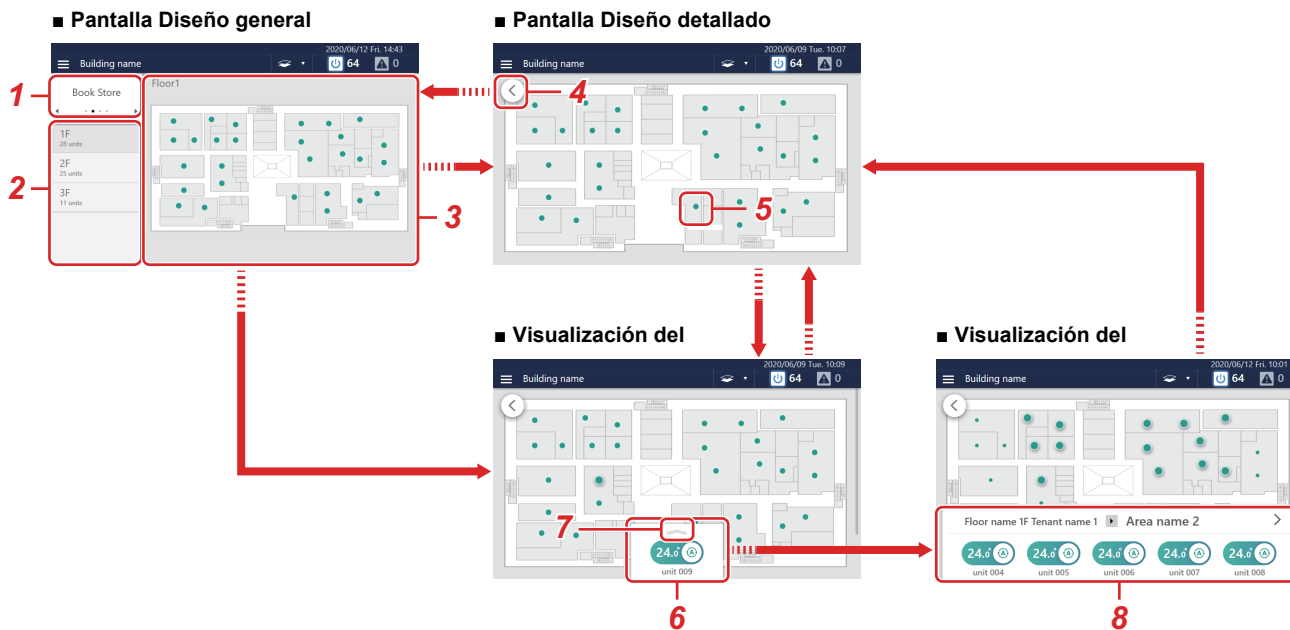 ■ Pantalla Diseño general
2020/06/12 Fri. 14:43
Building name
64
0
1
Book Store
2
1F
28 units
2F
25 units
3F
11 units
Floor1
3
■ Pantalla Diseño detallado
2020/06/09 Tue. 10:07
Building name
64
0
4
5
■ Visualización del
2020/06/09 Tue. 10:09
Building name
64
0
7
24.0° A
unit 009
6
■ Visualización del
2020/06/12 Fri. 10:01
Building name
64
0
Floor name 1F Tenant name 1 Area name 2
24.0° A 24.0° A 24.0° A 24.0° A 24.0° A
unit 004 unit 005 unit 006 unit 007 unit 008
8